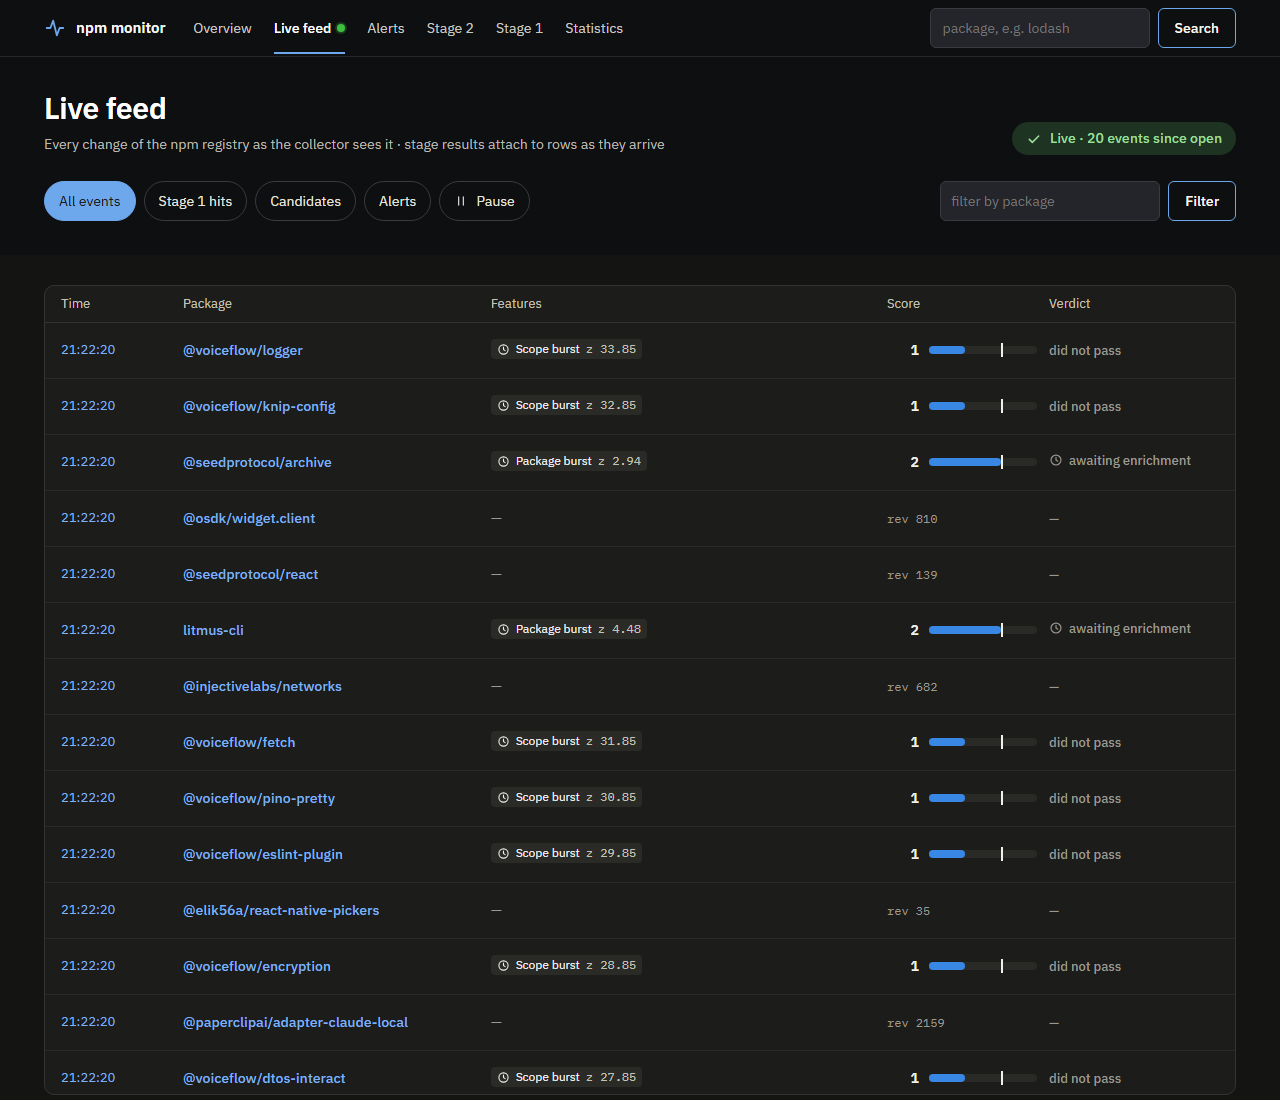 npm monitor Overview Live feed Alerts Stage 2 Stage 1 Statistics package, e.g. lodash Search
Live feed
Every change of the npm registry as the collector sees it · stage results attach to rows as they arrive
Live · 20 events since open
All events Stage 1 hits Candidates Alerts Pause filter by package Filter
Time Package Features Score Verdict
21:22:20 @voiceflow/logger Scope burst z 33.85 1 did not pass
21:22:20 @voiceflow/knip-config Scope burst z 32.85 1 did not pass
21:22:20 @seedprotocol/archive Package burst z 2.94 2 awaiting enrichment
21:22:20 @osdk/widget.client — rev 810 —
21:22:20 @seedprotocol/react — rev 139 —
21:22:20 litmus-cli Package burst z 4.48 2 awaiting enrichment
21:22:20 @injectivelabs/networks — rev 682 —
21:22:20 @voiceflow/fetch Scope burst z 31.85 1 did not pass
21:22:20 @voiceflow/pino-pretty Scope burst z 30.85 1 did not pass
21:22:20 @voiceflow/eslint-plugin Scope burst z 29.85 1 did not pass
21:22:20 @elik56a/react-native-pickers — rev 35 —
21:22:20 @voiceflow/encryption Scope burst z 28.85 1 did not pass
21:22:20 @paperclipai/adapter-claude-local — rev 2159 —
21:22:20 @voiceflow/dtos-interact Scope burst z 27.85 1 did not pass